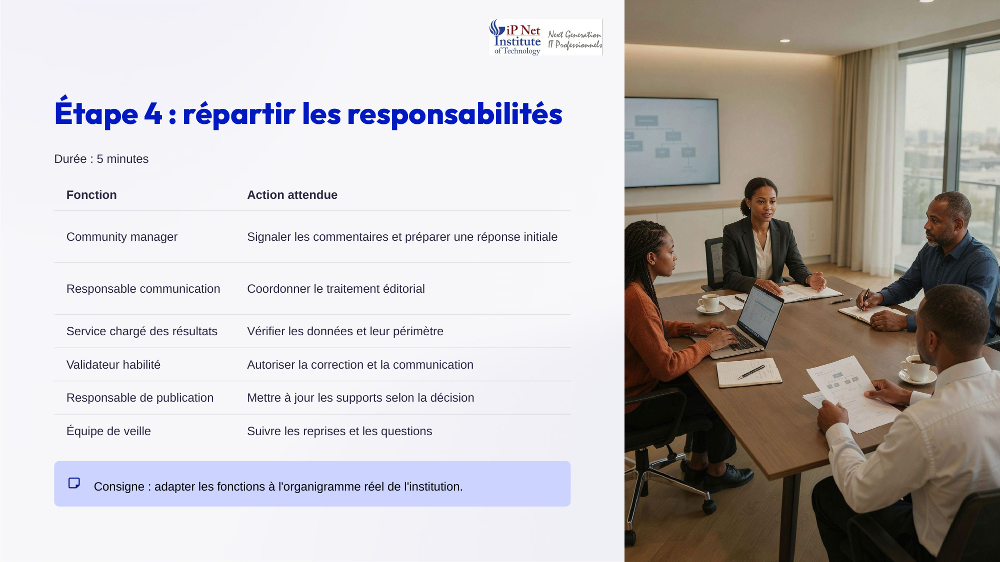 iP Net
Institute
of Technology
Next Generation
IT Professionnels
Étape 4 : répartir les responsabilités
Durée : 5 minutes
Fonction Action attendue
Community manager Signaler les commentaires et préparer une réponse initiale
Responsable communication Coordonner le traitement éditorial
Service chargé des résultats Vérifier les données et leur périmètre
Validateur habilité Autoriser la correction et la communication
Responsable de publication Mettre à jour les supports selon la décision
Équipe de veille Suivre les reprises et les questions
Consigne : adapter les fonctions à l'organigramme réel de l'institution.